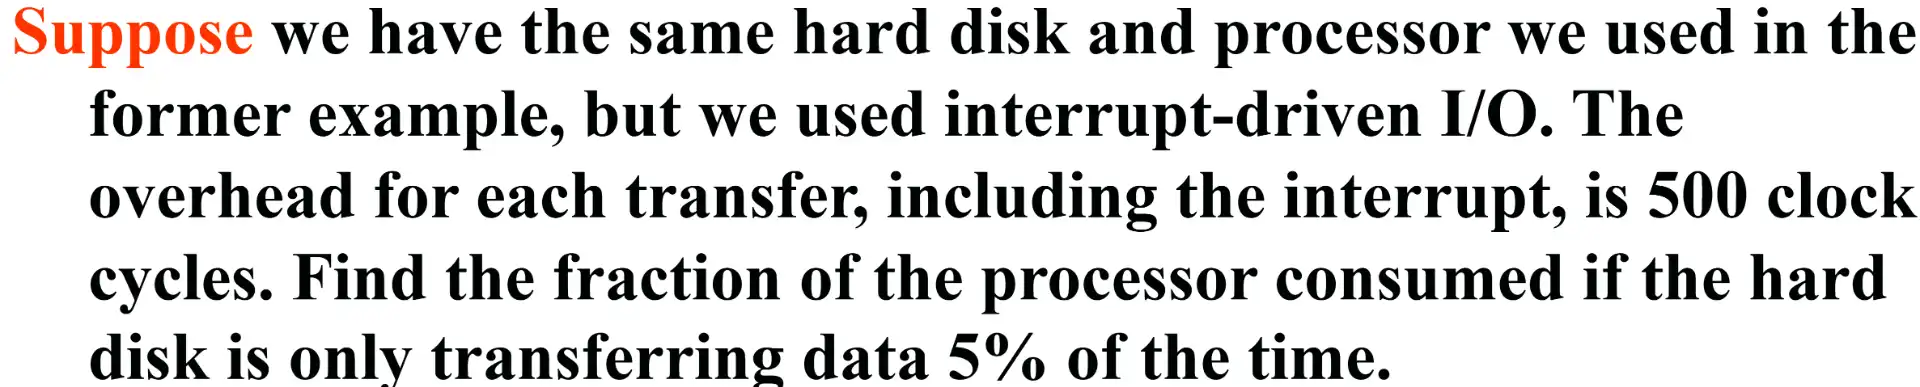 Suppose we have the same hard disk and processor we used in the
former example, but we used interrupt-driven I/O. The
overhead for each transfer, including the interrupt, is 500 clock
cycles. Find the fraction of the processor consumed if the hard
disk is only transferring data 5% of the time.